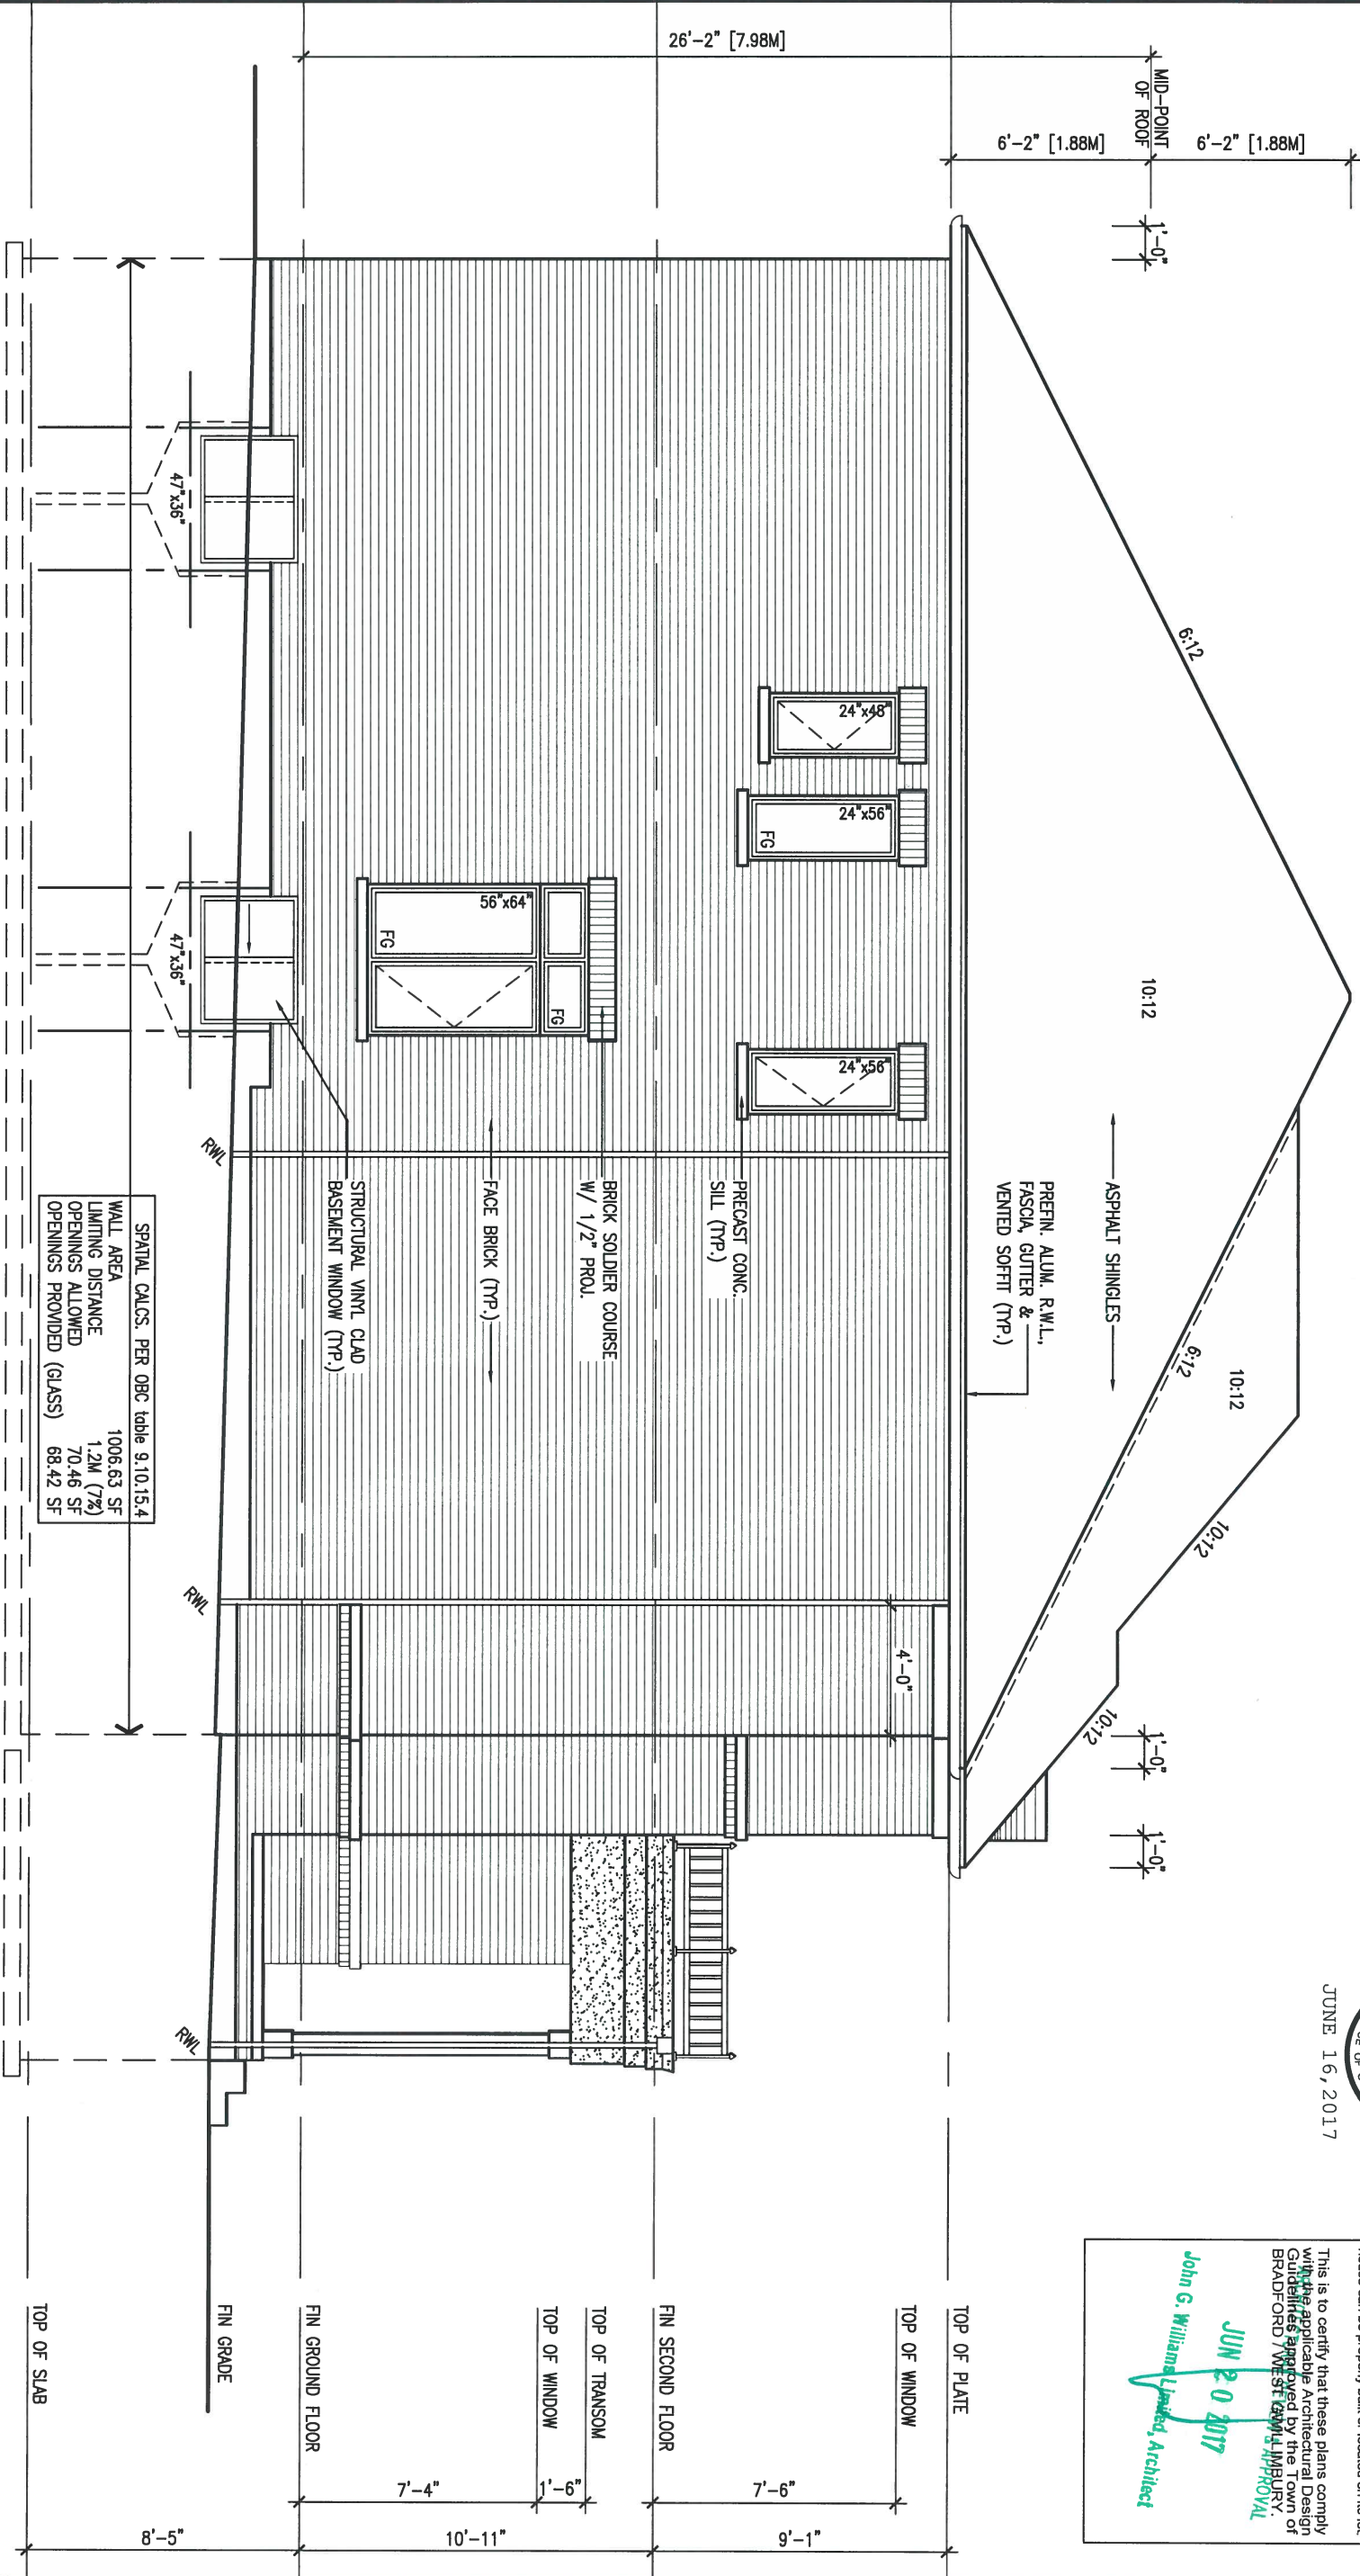 26'-2" [7.98M]
MID-POINT
OF ROOF
6'-2" [1.88M]
6'-2" [1.88M]
1'-0"
6:12
10:12
6:12
10:12
10:12
10:12
1'-0"
1'-0"
ASPHALT SHINGLES
PREFIN. ALUM. R.W.L.,
FASCIA, GUTTER &
VENTED SOFFIT (TYP.)
24"x48"
24"x56"
FG
24"x56"
PRECAST CONC.
SILL (TYP.)
56"x64"
FG
FG
BRICK SOLDIER COURSE
W/ 1/2" PROJ.
FACE BRICK (TYP.)
STRUCTURAL VINYL CLAD
BASEMENT WINDOW (TYP.)
4'-0"
47"x36"
47"x36"
RWL
RWL
RWL
SPATIAL CALCS. PER OBC table 9.10.15.4
WALL AREA 1006.63 SF
LIMITING DISTANCE 1.2M (7%)
OPENINGS ALLOWED 70.46 SF
OPENINGS PROVIDED (GLASS) 68.42 SF
TOP OF PLATE
TOP OF WINDOW
FIN SECOND FLOOR
TOP OF TRANSOM
TOP OF WINDOW
FIN GROUND FLOOR
FIN GRADE
TOP OF SLAB
7'-6"
1'-6"
7'-4"
9'-1"
10'-11"
8'-5"
JUNE 16, 2017
This is to certify that these plans comply
with the applicable Architectural Design
Guidelines approved by the Town of
BRADFORD / WEST GWILLIMBURY.
APPROVAL
JUN 20 2017
John G. Williams Limited, Architect